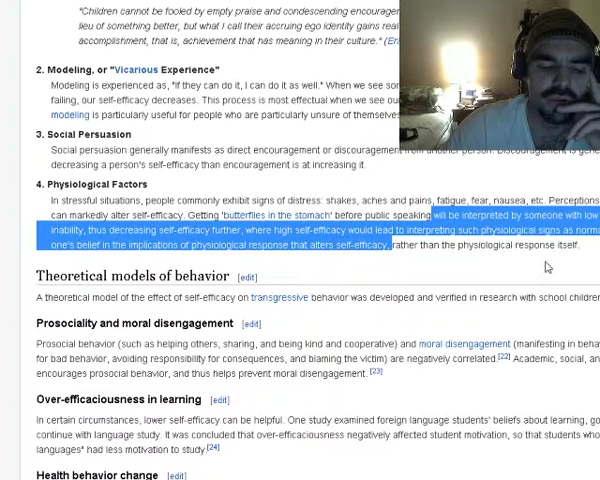 "Children cannot be fooled by empty praise and condescending encourag
lieu of something better, but what I call their accruing ego identity gains real
accomplishment, that is, achievement that has meaning in their culture." (
2. Modeling, or "Vicarious Experience"
Modeling is experienced as, "If they can do it, I can do it as well." When we see so
failing, our self-efficacy decreases. This process is most effectual when we see ou
modeling is particularly useful for people who are particularly unsure of themselves
3. Social Persuasion
Social persuasion generally manifests as direct encouragement or discouragement from another person. Discouragement is gene
decreasing a person's self-efficacy than encouragement is at increasing it.
4. Physiological Factors
In stressful situations, people commonly exhibit signs of distress: shakes, aches and pains, fatigue, fear, nausea, etc. Perceptions
can markedly alter self-efficacy. Getting 'butterflies in the stomach' before public speaking will be interpreted by someone with low
inability, thus decreasing self-efficacy further, where high self-efficacy would lead to interpreting such physiological signs as norma
one's belief in the implications of physiological response that alters self-efficacy, rather than the physiological response itself.
Theoretical models of behavior [edit]
A theoretical model of the effect of self-efficacy on transgressive behavior was developed and verified in research with school children
Prosociality and moral disengagement [edit]
Prosocial behavior (such as helping others, sharing, and being kind and cooperative) and moral disengagement (manifesting in beha
for bad behavior, avoiding responsibility for consequences, and blaming the victim) are negatively correlated.[22] Academic, social, an
encourages prosocial behavior, and thus helps prevent moral disengagement. [23]
Over-efficaciousness in learning [edit]
In certain circumstances, lower self-efficacy can be helpful. One study examined foreign language students' beliefs about learning, go
continue with language study. It was concluded that over-efficaciousness negatively affected student motivation, so that students who
languages" had less motivation to study.[24]
Health behavior change [edit]